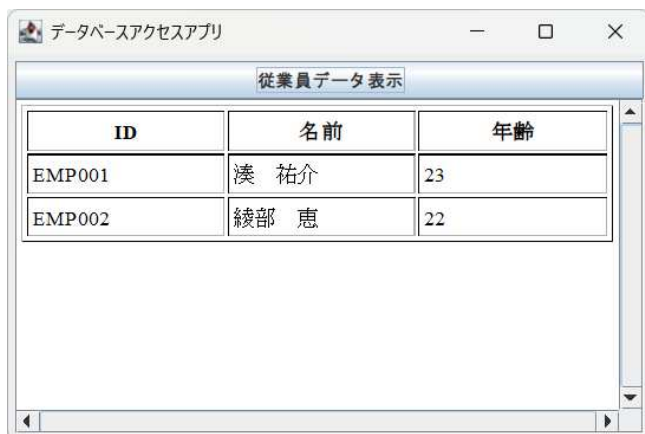 データベースアクセスアプリ
従業員データ表示
ID 名前 年齢
EMP001 湊　祐介 23
EMP002 綾部　恵 22